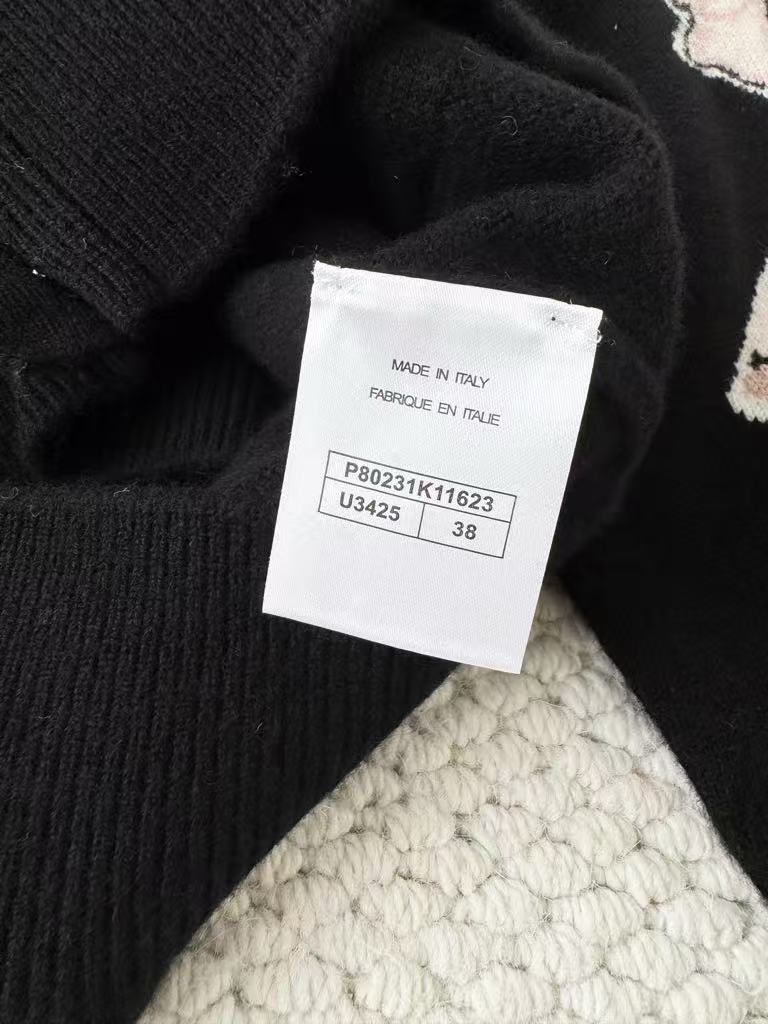 MADE IN ITALY
FABRIQUE EN ITALIE
P80231K11623
U3425 38